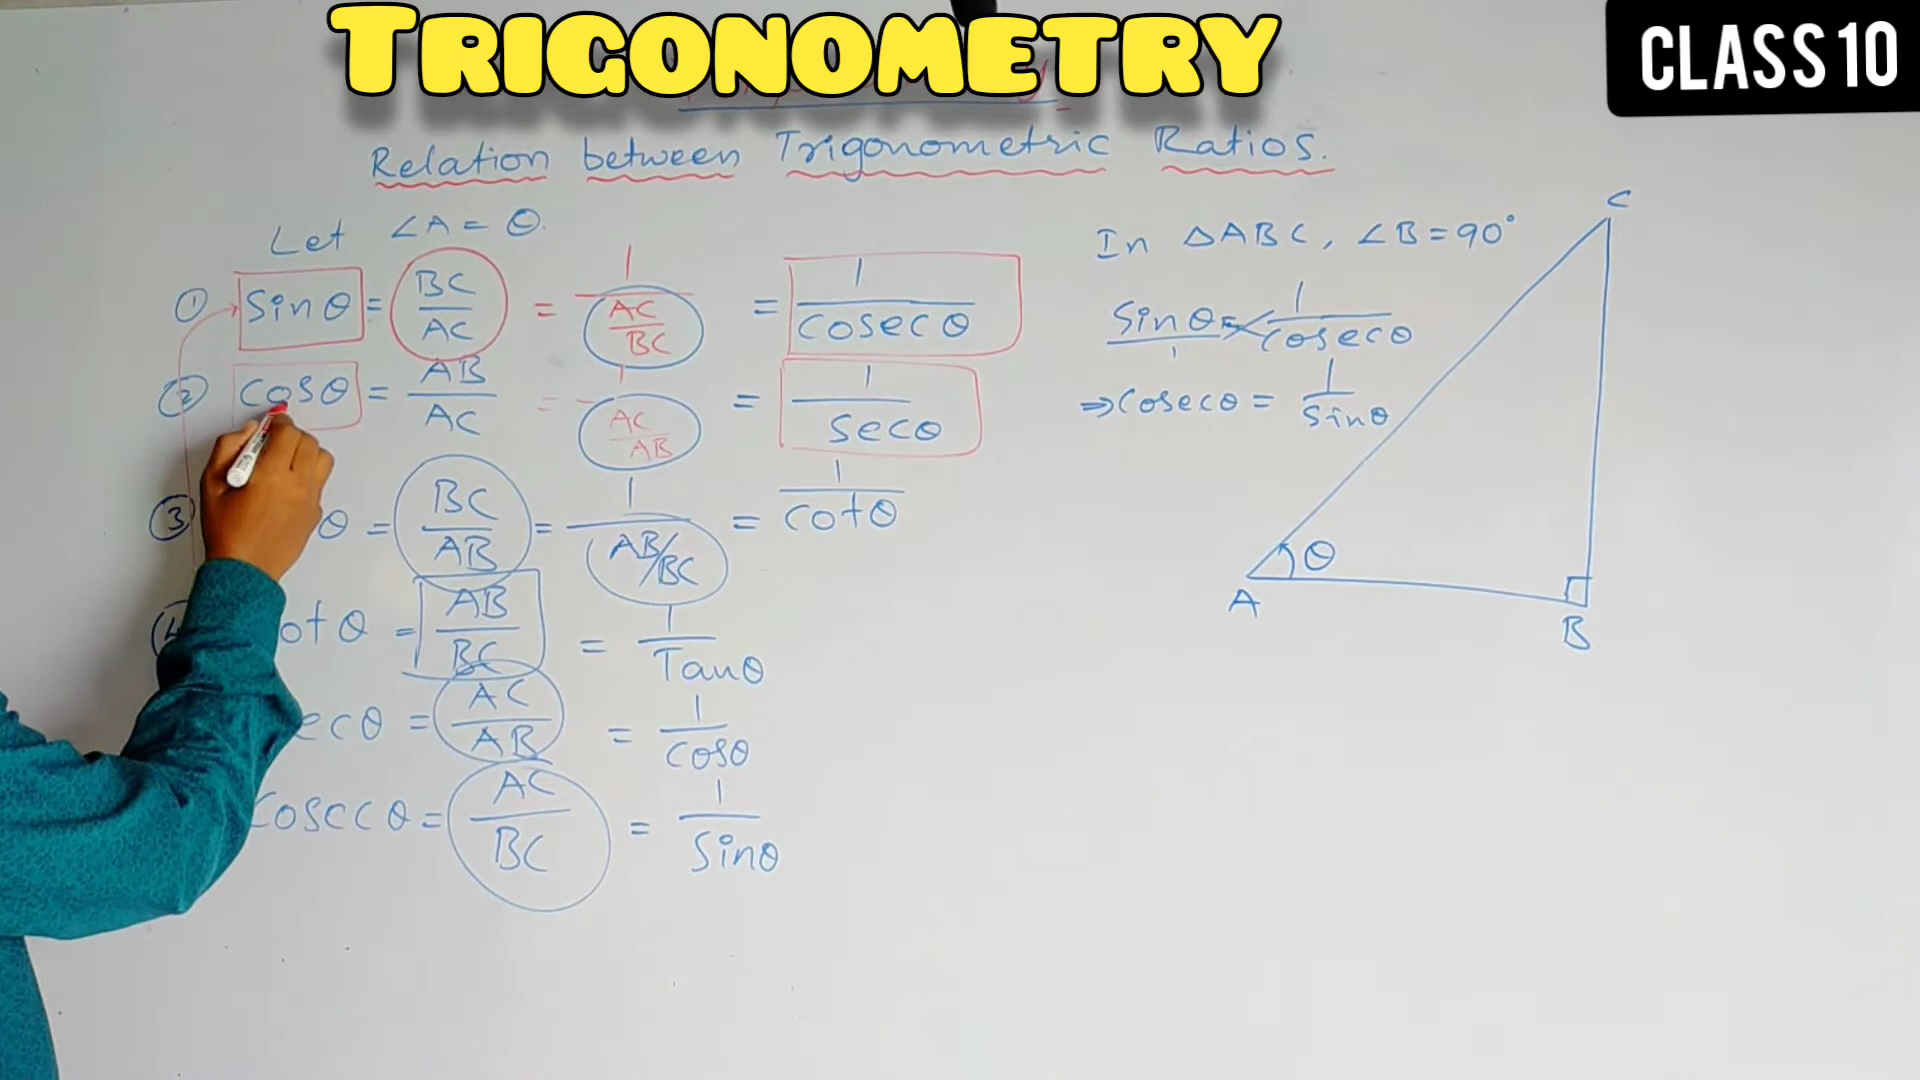 TRIGONOMETRY
CLASS 10
Relation between Trigonometric Ratios.
Let ∠A = θ.
① Sinθ = BC/AC = 1/(AC/BC) = 1/cosecθ
② cosθ = AB/AC = 1/(AC/AB) = 1/secθ
③ θ = BC/AB = 1/(AB/BC) = 1/cotθ
otθ = AB/BC = 1/Tanθ
ecθ = AC/AB = 1/cosθ
cosecθ = AC/BC = 1/Sinθ
In △ABC, ∠B = 90°
Sinθ/1 = 1/cosecθ
⇒ cosecθ = 1/Sinθ
C
θ
A
B